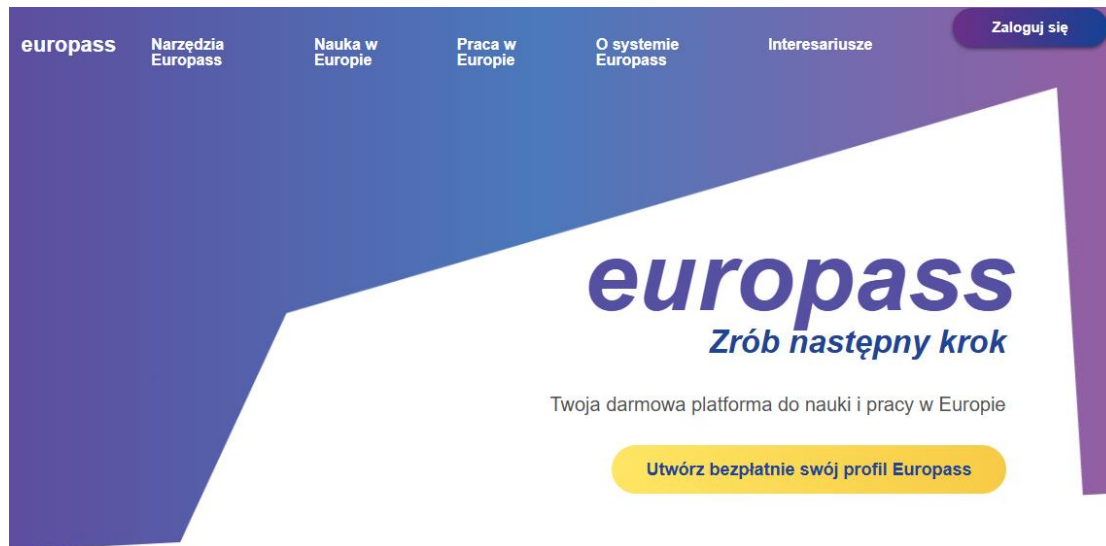 europass
Narzędzia
Europass
Nauka w
Europie
Praca w
Europie
O systemie
Europass
Interesariusze
Zaloguj się
europass
Zrób następny krok
Twoja darmowa platforma do nauki i pracy w Europie
Utwórz bezpłatnie swój profil Europass